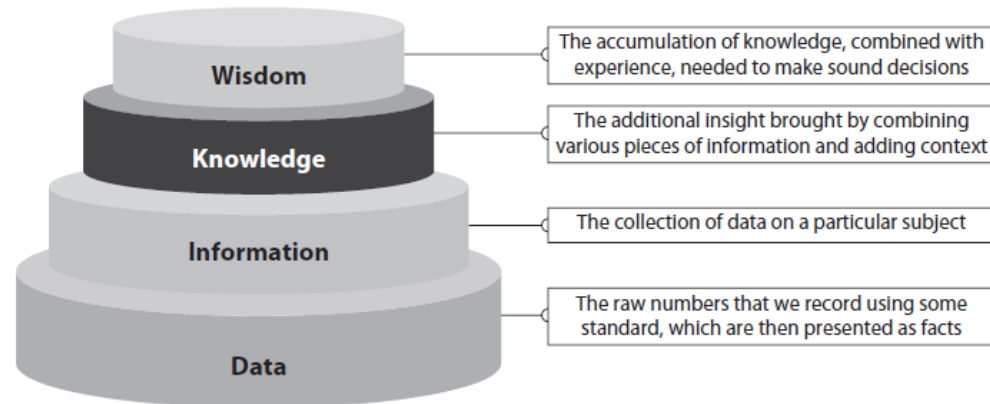 Wisdom
The accumulation of knowledge, combined with
experience, needed to make sound decisions
Knowledge
The additional insight brought by combining
various pieces of information and adding context
Information
The collection of data on a particular subject
Data
The raw numbers that we record using some
standard, which are then presented as facts